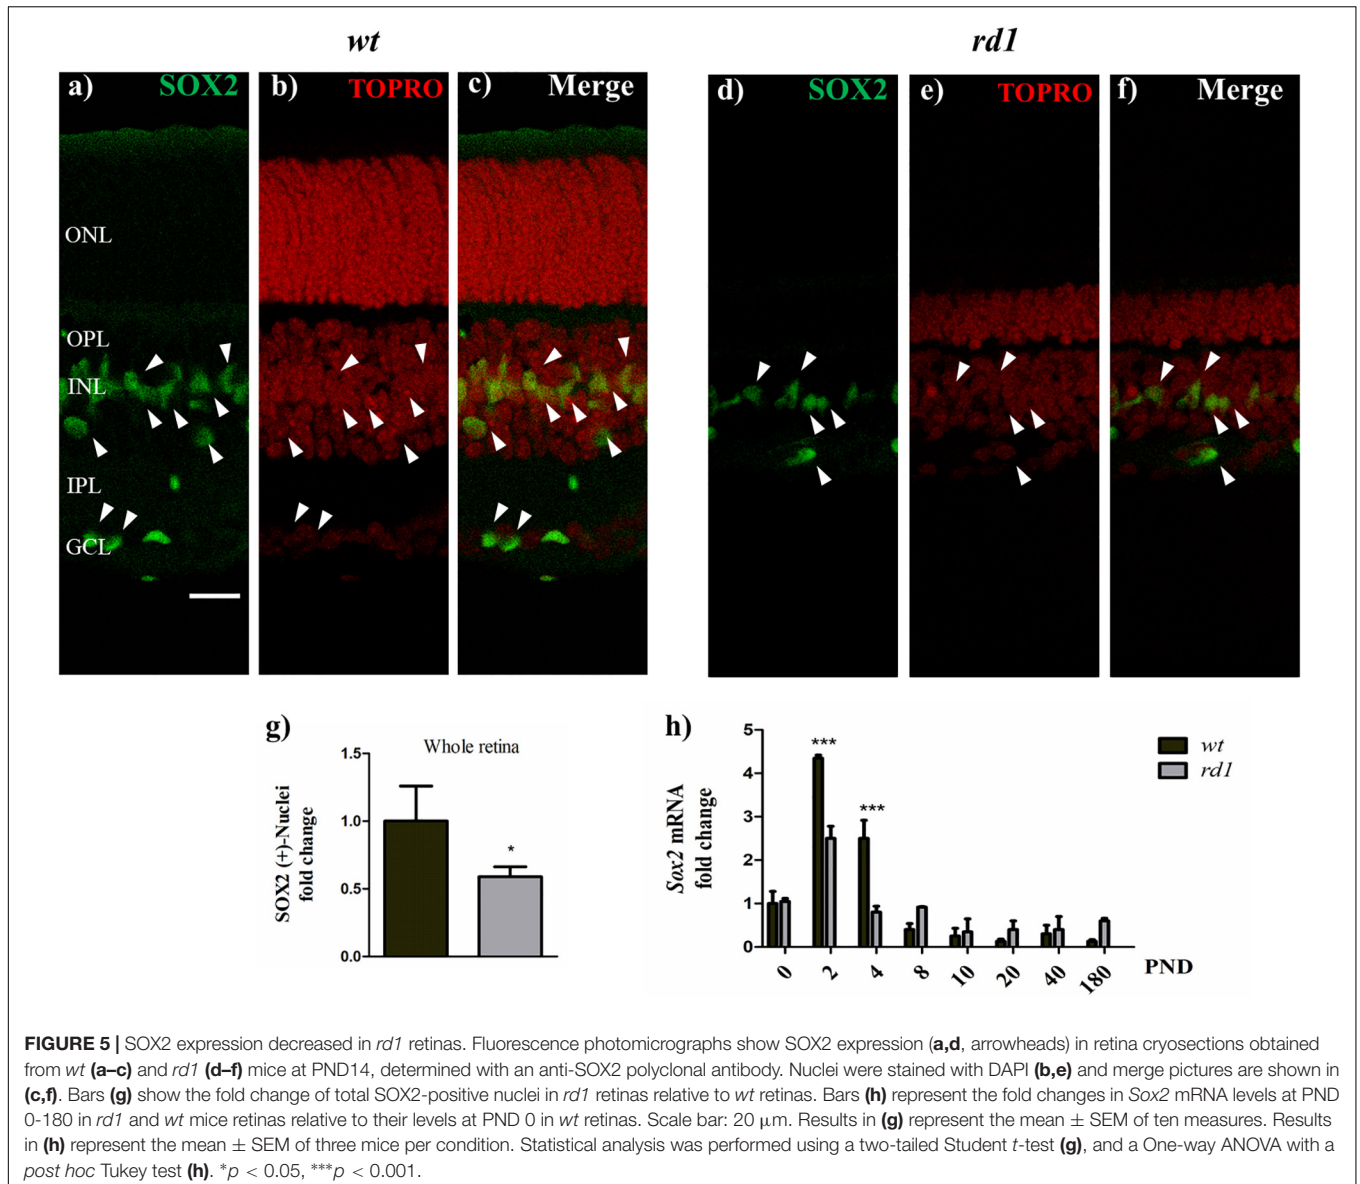 wt
rd1
a) SOX2
b) TOPRO
c) Merge
d) SOX2
e) TOPRO
f) Merge
ONL
OPL
INL
IPL
GCL
g)
Whole retina
SOX2 (+)-Nuclei
fold change
1.5
1.0
0.5
0.0
*
h)
Sox2 mRNA
fold change
5
4
3
2
1
0
***
***
wt
rd1
0 2 4 8 10 20 40 180 PND
FIGURE 5 | SOX2 expression decreased in rd1 retinas. Fluorescence photomicrographs show SOX2 expression (a,d, arrowheads) in retina cryosections obtained
from wt (a–c) and rd1 (d–f) mice at PND14, determined with an anti-SOX2 polyclonal antibody. Nuclei were stained with DAPI (b,e) and merge pictures are shown in
(c,f). Bars (g) show the fold change of total SOX2-positive nuclei in rd1 retinas relative to wt retinas. Bars (h) represent the fold changes in Sox2 mRNA levels at PND
0-180 in rd1 and wt mice retinas relative to their levels at PND 0 in wt retinas. Scale bar: 20 μm. Results in (g) represent the mean ± SEM of ten measures. Results
in (h) represent the mean ± SEM of three mice per condition. Statistical analysis was performed using a two-tailed Student t-test (g), and a One-way ANOVA with a
post hoc Tukey test (h). *p < 0.05, ***p < 0.001.